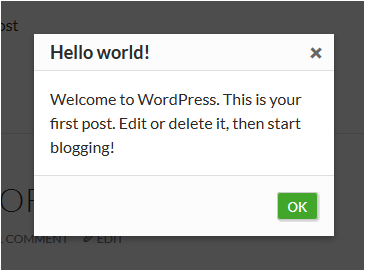 ost
Hello world!
×
Welcome to WordPress. This is your
first post. Edit or delete it, then start
blogging!
OK
COMMENT EDIT